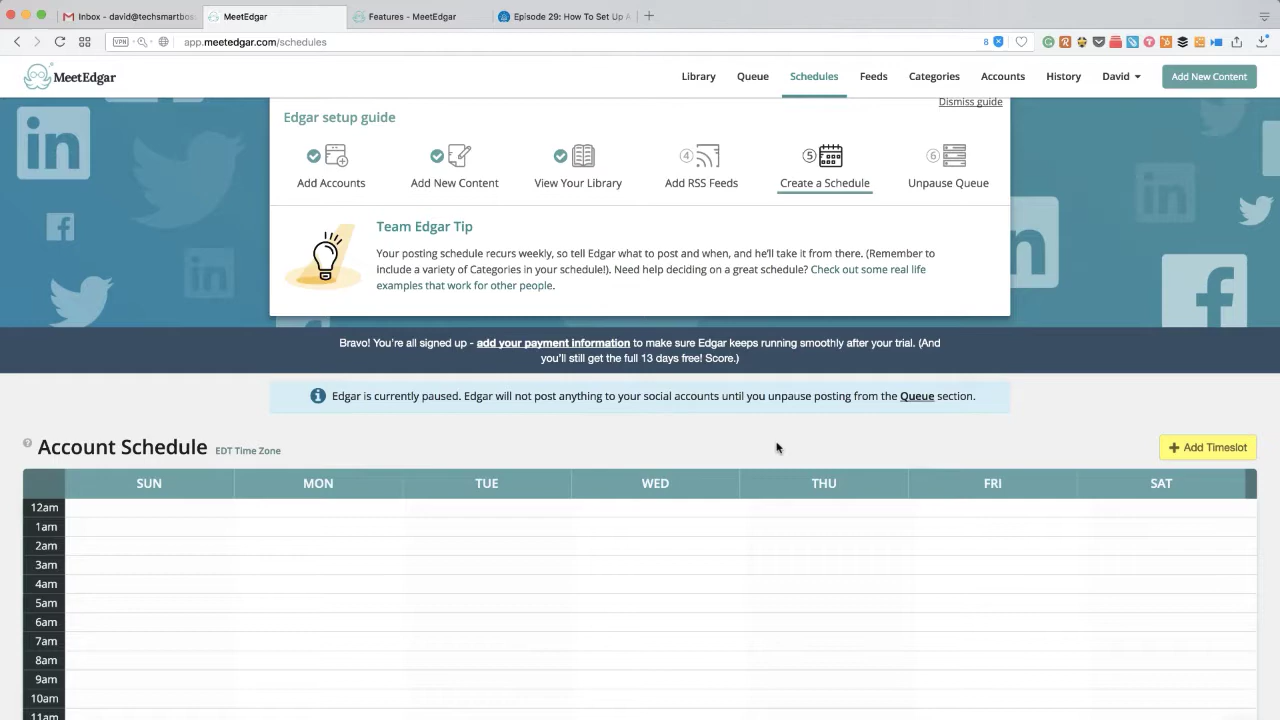 Inbox - david@techsmartbos
MeetEdgar
Features - MeetEdgar
Episode 29: How To Set Up A
VPN
app.meetedgar.com/schedules
8
MeetEdgar
Library
Queue
Schedules
Feeds
Categories
Accounts
History
David
Add New Content
Dismiss guide
Edgar setup guide
4
5
6
Add Accounts
Add New Content
View Your Library
Add RSS Feeds
Create a Schedule
Unpause Queue
Team Edgar Tip
Your posting schedule recurs weekly, so tell Edgar what to post and when, and he'll take it from there. (Remember to
include a variety of Categories in your schedule!). Need help deciding on a great schedule? Check out some real life
examples that work for other people.
Bravo! You're all signed up - add your payment information to make sure Edgar keeps running smoothly after your trial. (And
you'll still get the full 13 days free! Score.)
Edgar is currently paused. Edgar will not post anything to your social accounts until you unpause posting from the Queue section.
Account Schedule EDT Time Zone
+ Add Timeslot
SUN MON TUE WED THU FRI SAT
12am
1am
2am
3am
4am
5am
6am
7am
8am
9am
10am
11am